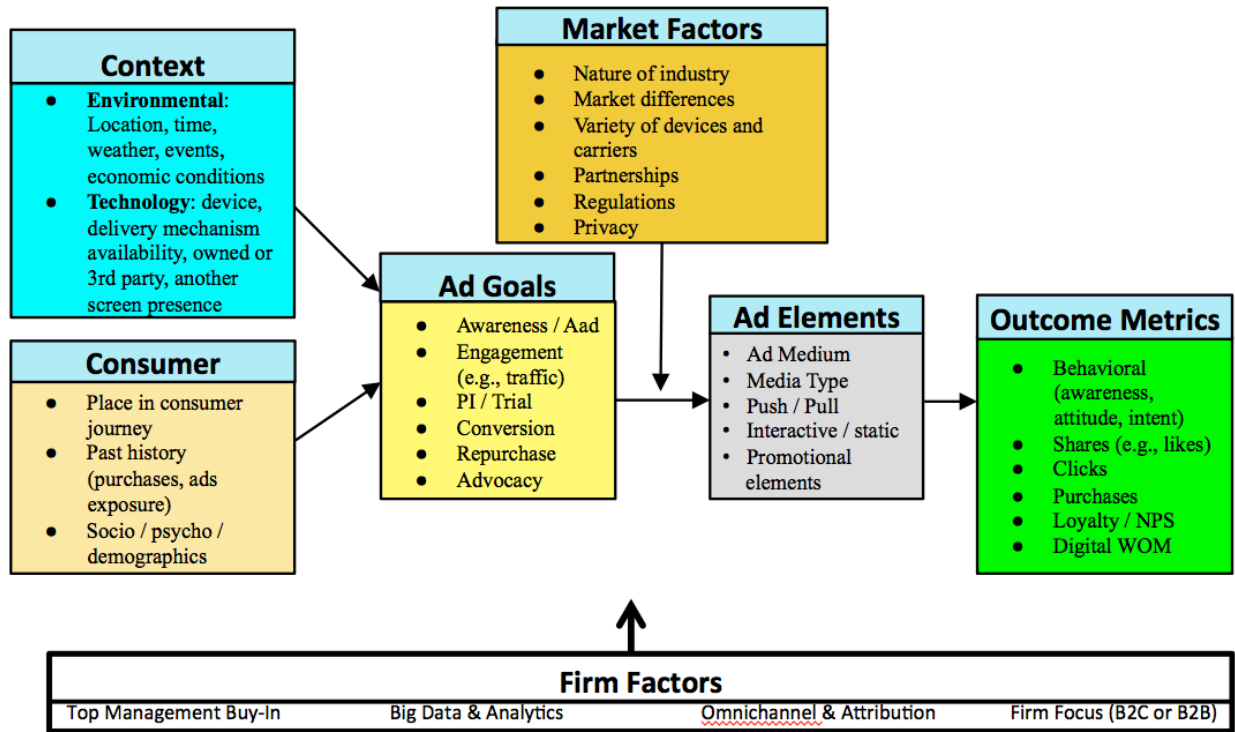 Context
● Environmental:
Location, time,
weather, events,
economic conditions
● Technology: device,
delivery mechanism
availability, owned or
3rd party, another
screen presence
Consumer
● Place in consumer
journey
● Past history
(purchases, ads
exposure)
● Socio / psycho /
demographics
Market Factors
● Nature of industry
● Market differences
● Variety of devices and
carriers
● Partnerships
● Regulations
● Privacy
Ad Goals
● Awareness / Aad
● Engagement
(e.g., traffic)
● PI / Trial
● Conversion
● Repurchase
● Advocacy
Ad Elements
• Ad Medium
• Media Type
• Push / Pull
• Interactive / static
• Promotional
elements
Outcome Metrics
● Behavioral
(awareness,
attitude, intent)
● Shares (e.g., likes)
● Clicks
● Purchases
● Loyalty / NPS
● Digital WOM
Firm Factors
Top Management Buy-In Big Data & Analytics Omnichannel & Attribution Firm Focus (B2C or B2B)